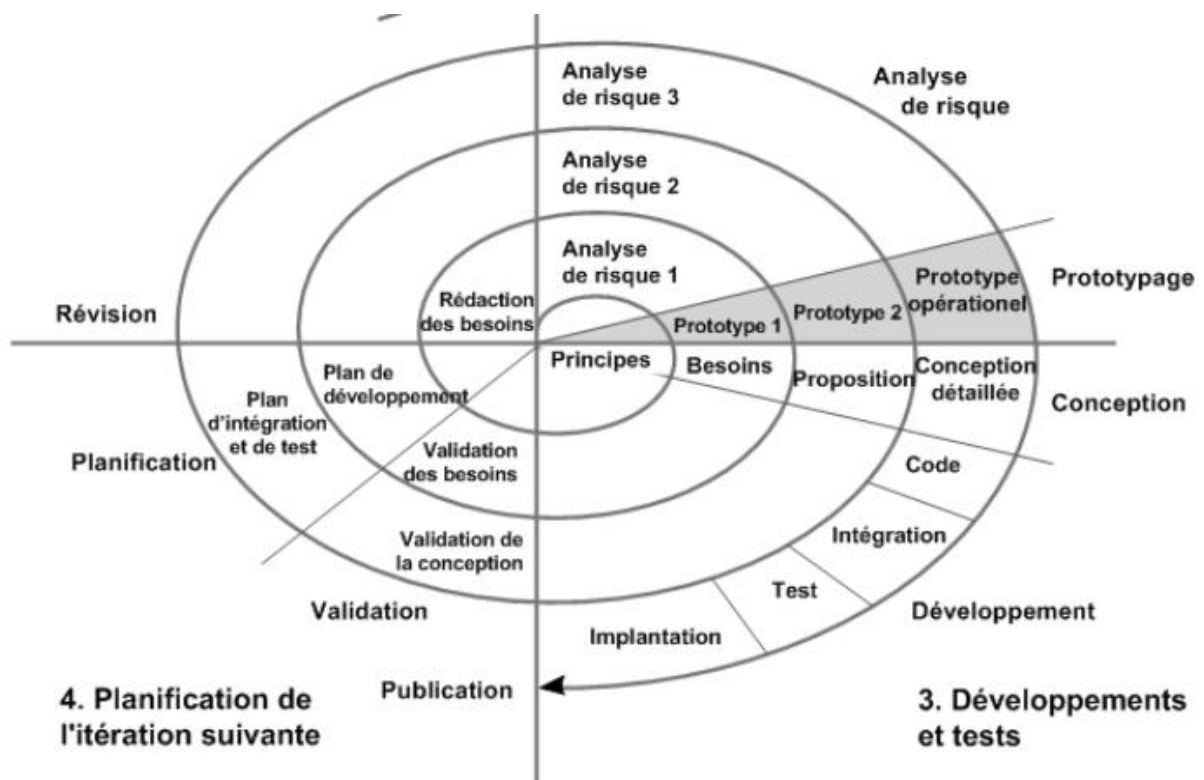 Analyse
de risque 3
Analyse
de risque
Analyse
de risque 2
Analyse
de risque 1
Rédaction
des besoins
Révision
Prototype 1
Prototype 2
Prototype
opérationel
Prototypage
Principes
Besoins
Proposition
Conception
détaillée
Conception
Plan de
développement
Plan
d'intégration
et de test
Planification
Validation
des besoins
Code
Intégration
Validation de
la conception
Test
Développement
Validation
Implantation
Publication
4. Planification de
l'itération suivante
3. Développements
et tests